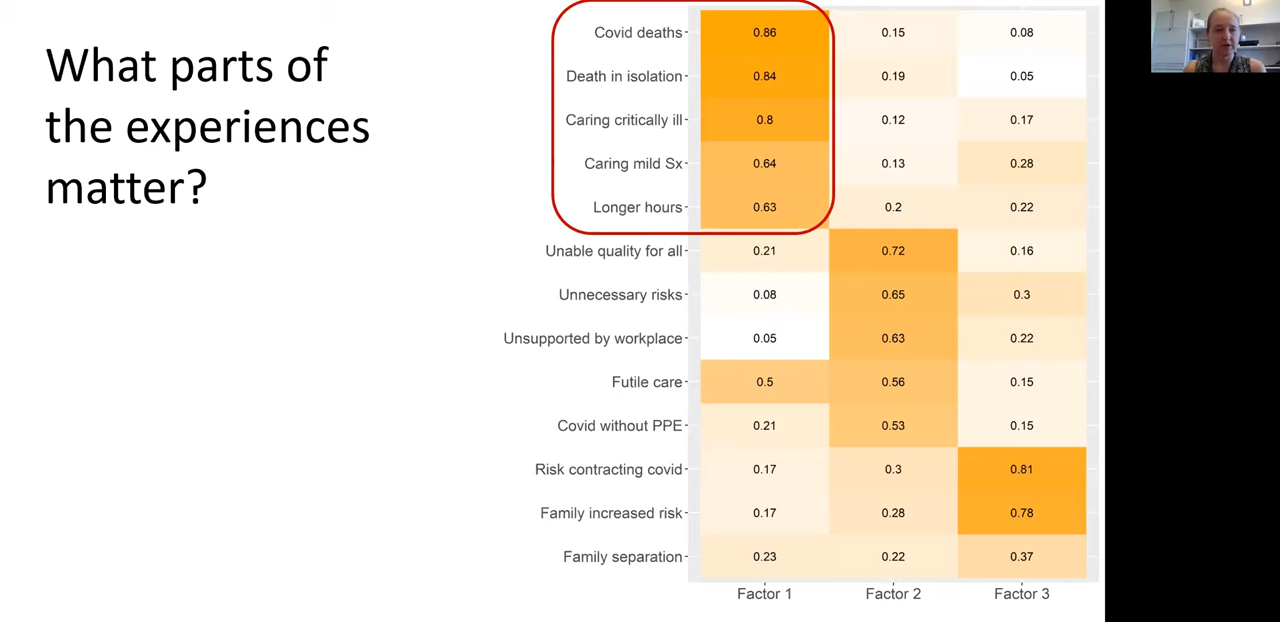 What parts of
the experiences
matter?
Covid deaths 0.86 0.15 0.08
Death in isolation 0.84 0.19 0.05
Caring critically ill 0.8 0.12 0.17
Caring mild Sx 0.64 0.13 0.28
Longer hours 0.63 0.2 0.22
Unable quality for all 0.21 0.72 0.16
Unnecessary risks 0.08 0.65 0.3
Unsupported by workplace 0.05 0.63 0.22
Futile care 0.5 0.56 0.15
Covid without PPE 0.21 0.53 0.15
Risk contracting covid 0.17 0.3 0.81
Family increased risk 0.17 0.28 0.78
Family separation 0.23 0.22 0.37
Factor 1 Factor 2 Factor 3